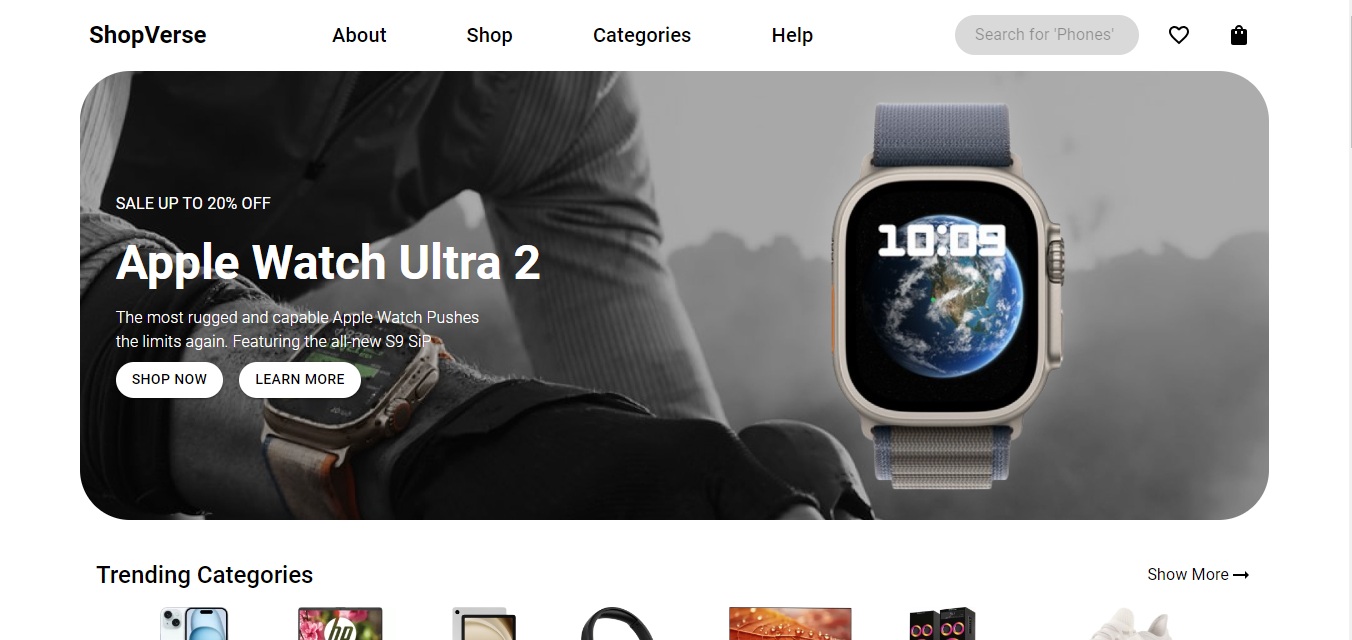 ShopVerse
About
Shop
Categories
Help
Search for 'Phones'
SALE UP TO 20% OFF
Apple Watch Ultra 2
The most rugged and capable Apple Watch Pushes
the limits again. Featuring the all-new S9 SiP
SHOP NOW
LEARN MORE
10:09
Trending Categories
Show More
hp